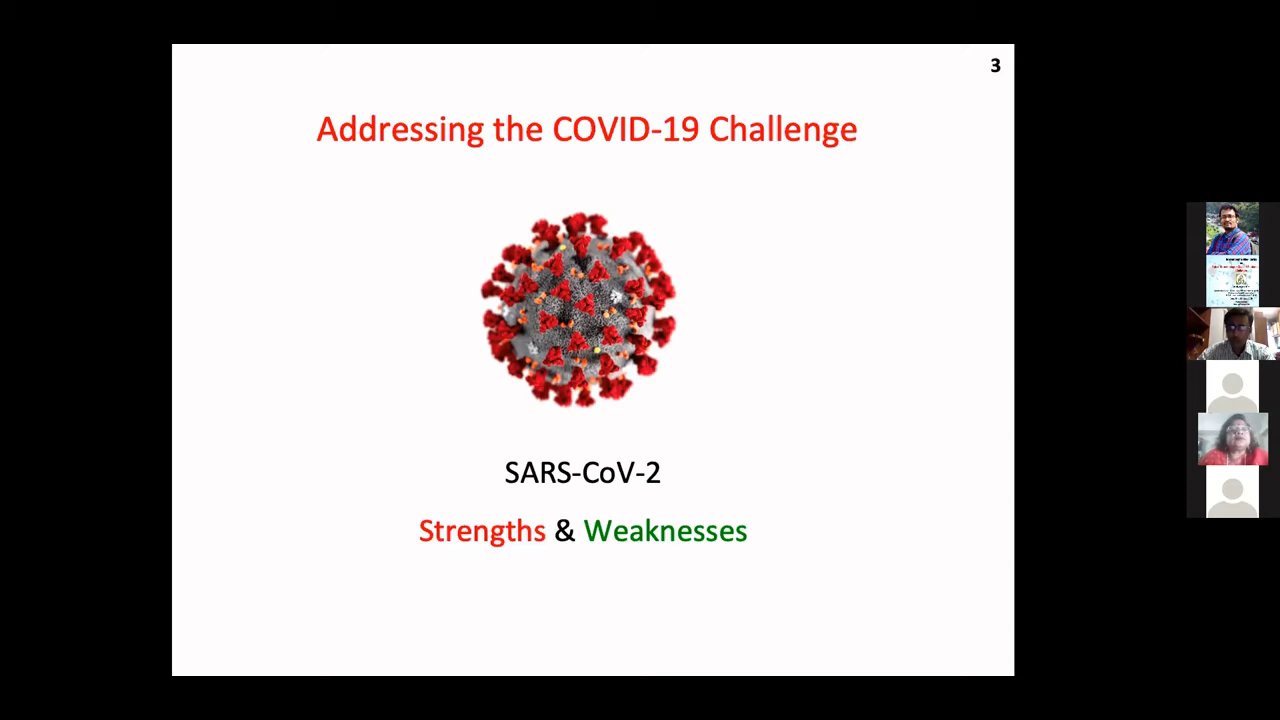 3
Addressing the COVID-19 Challenge
SARS-CoV-2
Strengths & Weaknesses